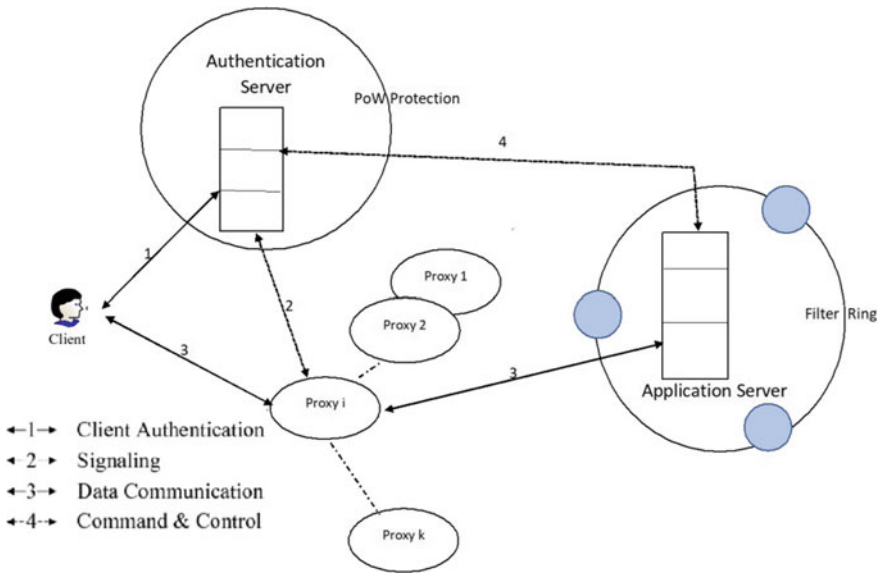 Authentication
Server
PoW Protection
4
1
Proxy 1
2
Proxy 2
Filter Ring
Client
3
3
Proxy i
Application Server
1 Client Authentication
2 Signaling
3 Data Communication
4 Command & Control
Proxy k